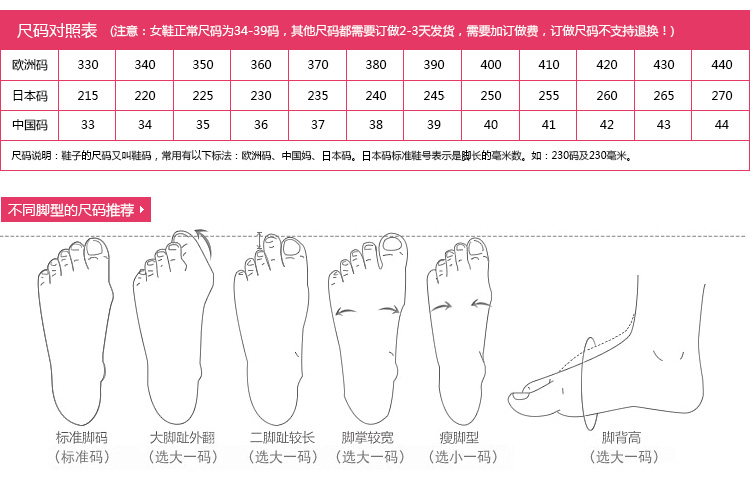 尺码对照表 (注意：女鞋正常尺码为34-39码，其他尺码都需要订做2-3天发货，需要加订做费，订做尺码不支持退换！)
欧洲码 330 340 350 360 370 380 390 400 410 420 430 440
日本码 215 220 225 230 235 240 245 250 255 260 265 270
中国码 33 34 35 36 37 38 39 40 41 42 43 44
尺码说明：鞋子的尺码又叫鞋码，常用有以下标法：欧洲码、中国妈、日本码。日本码标准鞋号表示是脚长的毫米数。如：230码及230毫米。
不同脚型的尺码推荐
标准脚码 大脚趾外翻 二脚趾较长 脚掌较宽 瘦脚型 脚背高
（标准码） （选大一码） （选大一码） （选大一码） （选小一码） （选大一码）